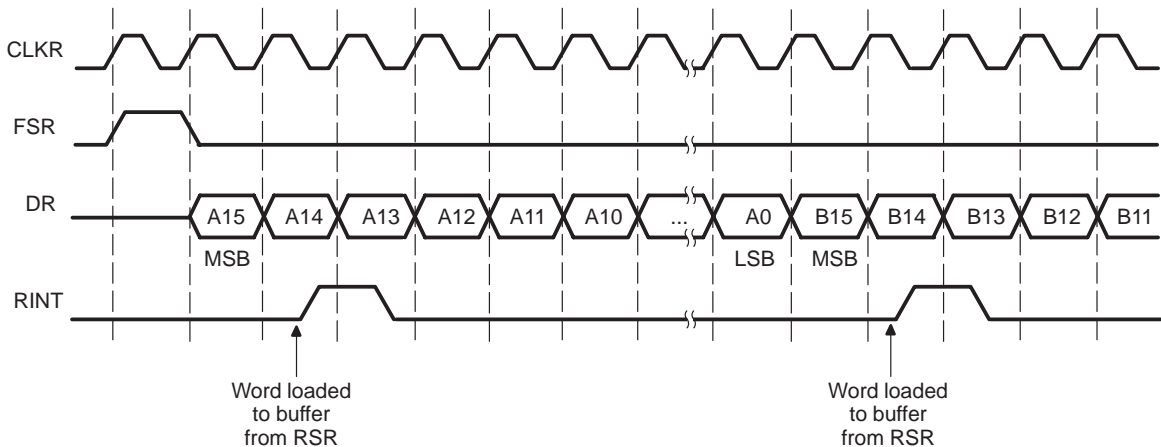 CLKR
FSR
DR
A15 A14 A13 A12 A11 A10 ... A0 B15 B14 B13 B12 B11
MSB LSB MSB
RINT
Word loaded
to buffer
from RSR
Word loaded
to buffer
from RSR